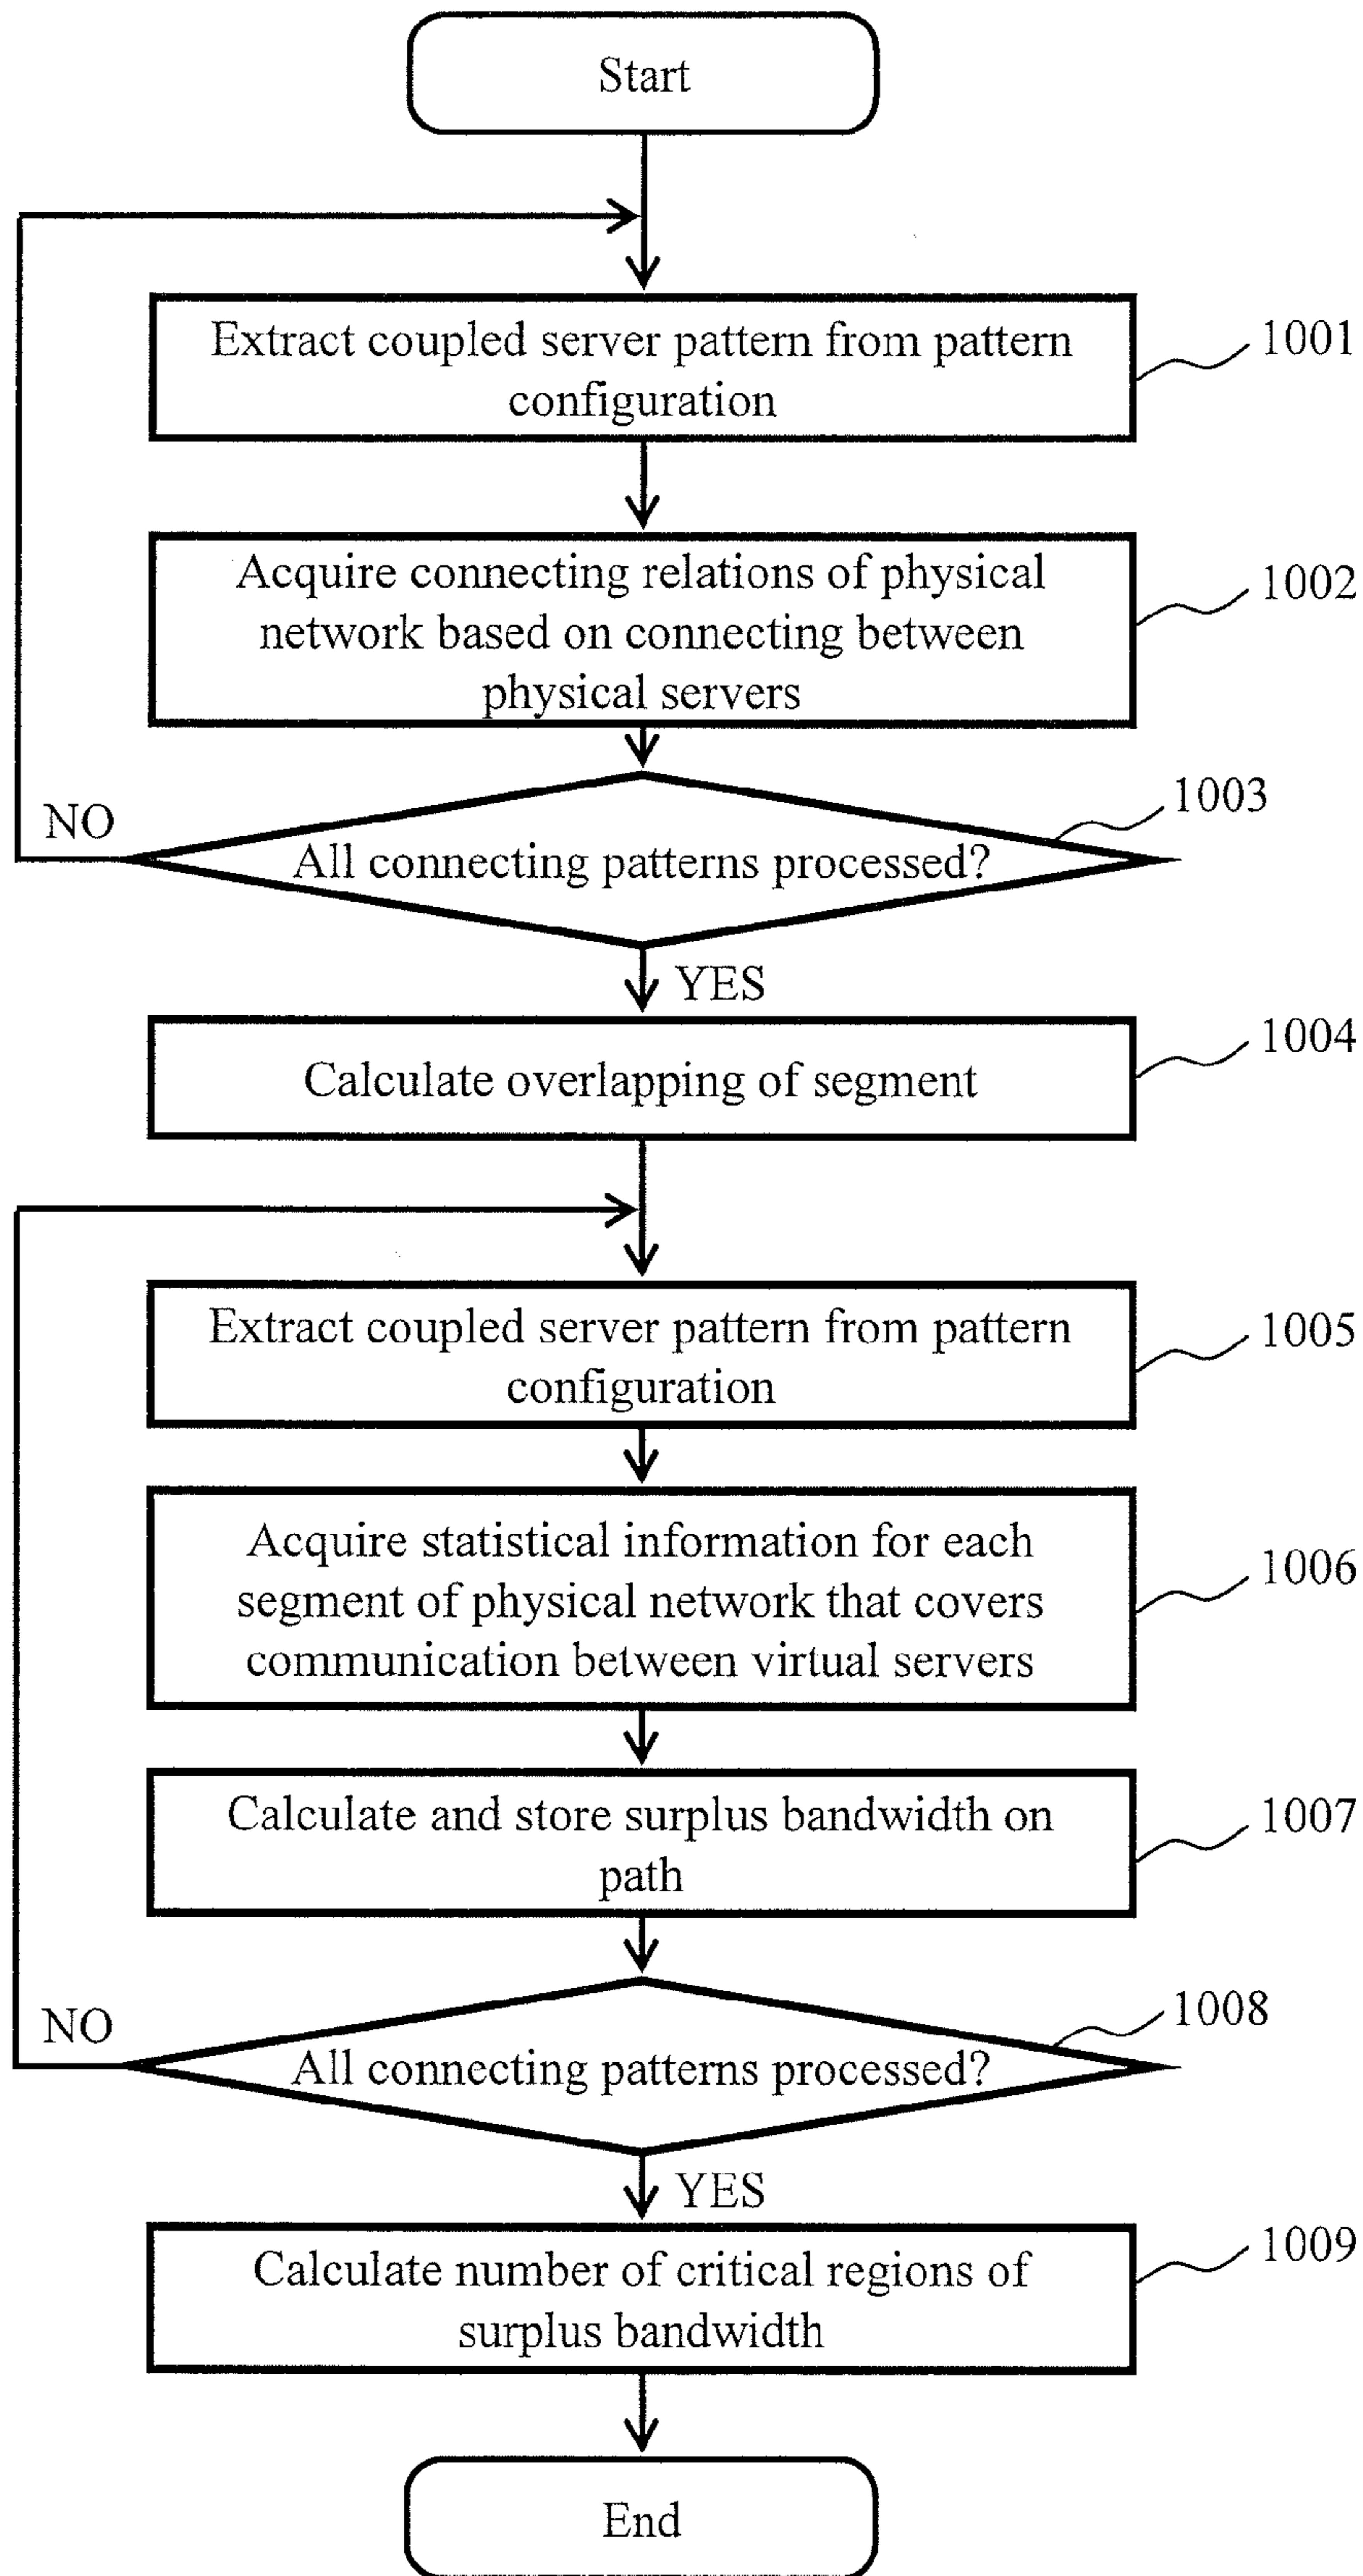 Start
Extract coupled server pattern from pattern
configuration
1001
Acquire connecting relations of physical
network based on connecting between
physical servers
1002
All connecting patterns processed?
1003
NO
YES
Calculate overlapping of segment
1004
Extract coupled server pattern from pattern
configuration
1005
Acquire statistical information for each
segment of physical network that covers
communication between virtual servers
1006
Calculate and store surplus bandwidth on
path
1007
All connecting patterns processed?
1008
NO
YES
Calculate number of critical regions of
surplus bandwidth
1009
End